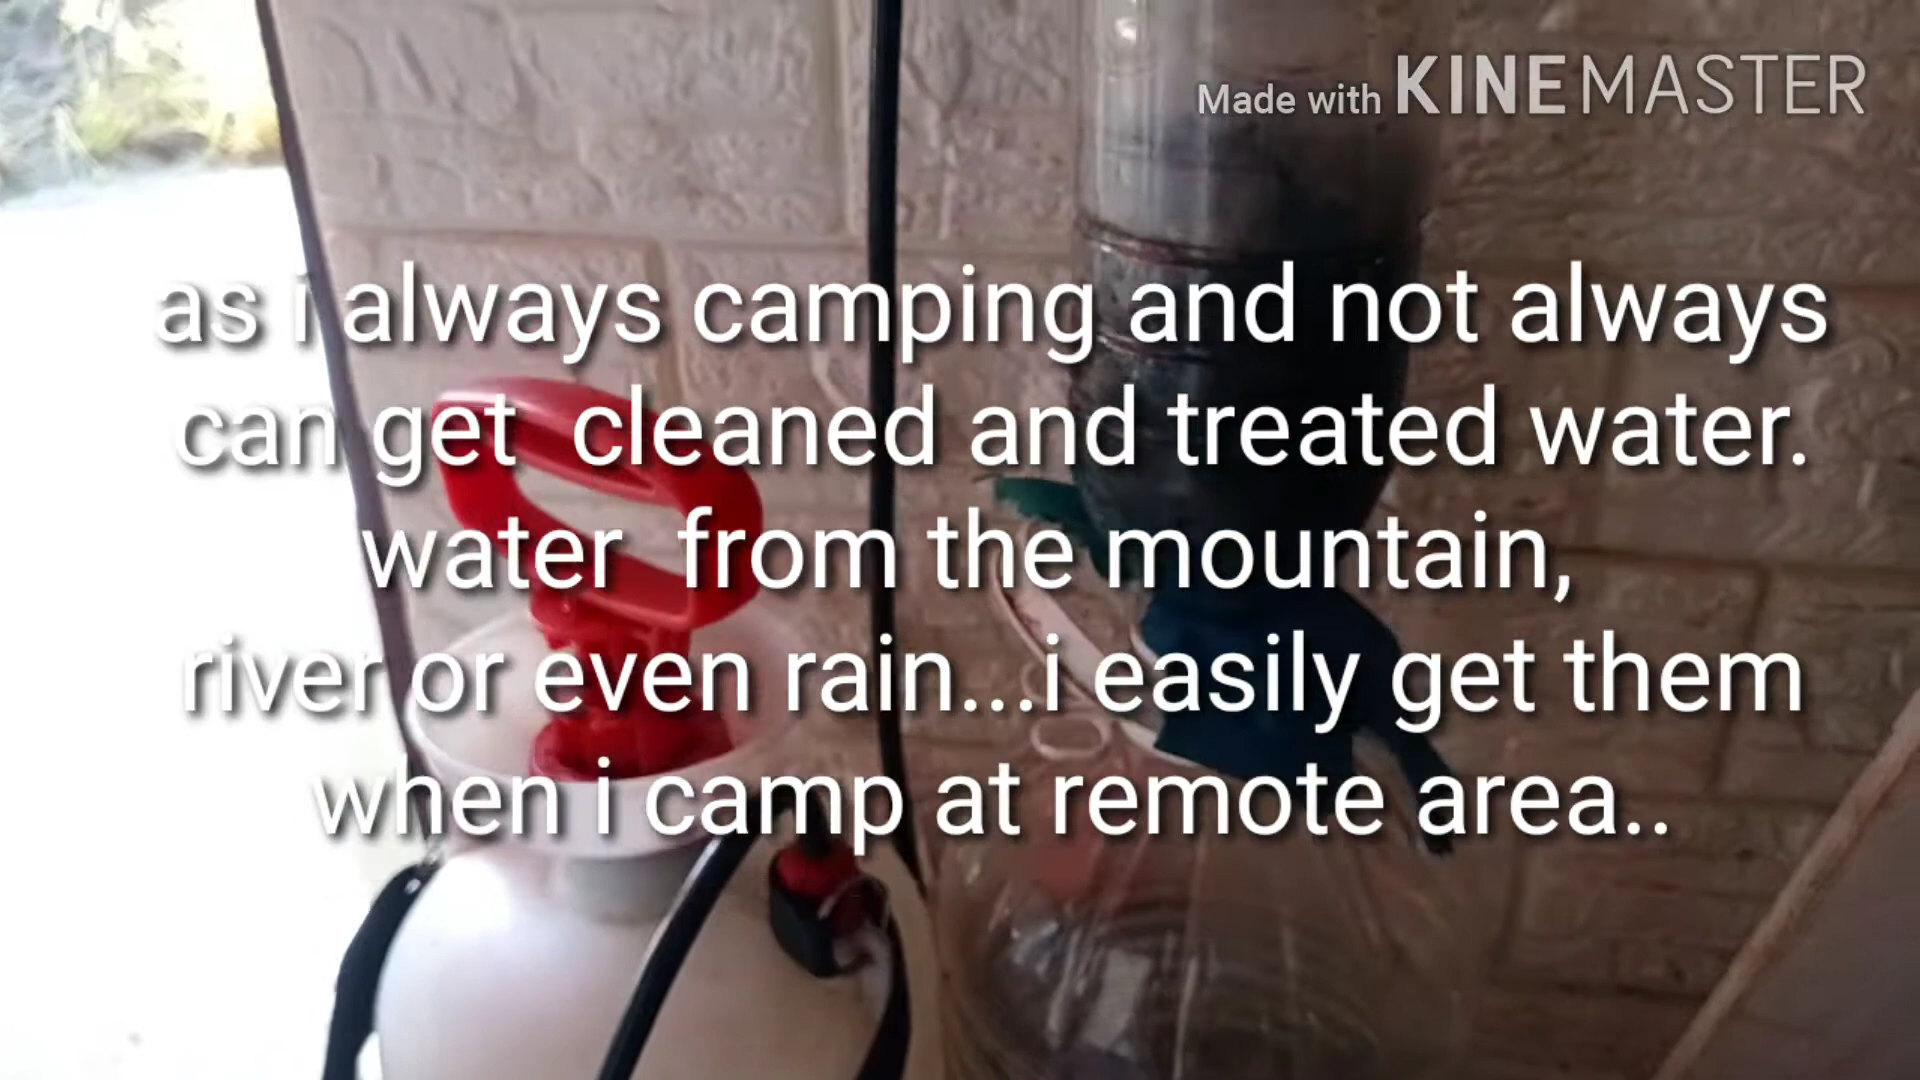 Made with KINEMASTER
as i always camping and not always
can get cleaned and treated water.
water from the mountain,
river or even rain...i easily get them
when i camp at remote area..